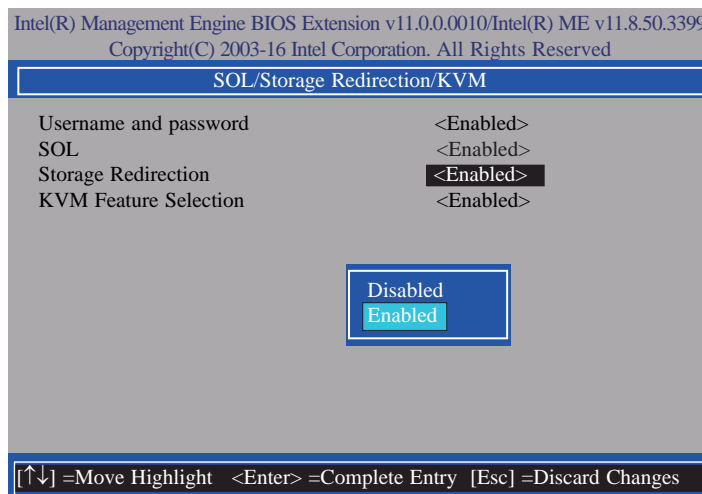 Intel(R) Management Engine BIOS Extension v11.0.0.0010/Intel(R) ME v11.8.50.3399
Copyright(C) 2003-16 Intel Corporation. All Rights Reserved
SOL/Storage Redirection/KVM
Username and password <Enabled>
SOL <Enabled>
Storage Redirection <Enabled>
KVM Feature Selection <Enabled>
Disabled
Enabled
[↑↓] =Move Highlight <Enter> =Complete Entry [Esc] =Discard Changes